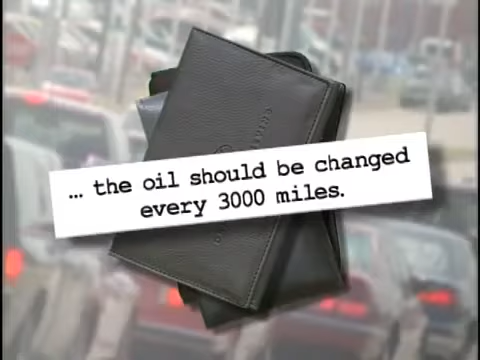 ... the oil should be changed
every 3000 miles.